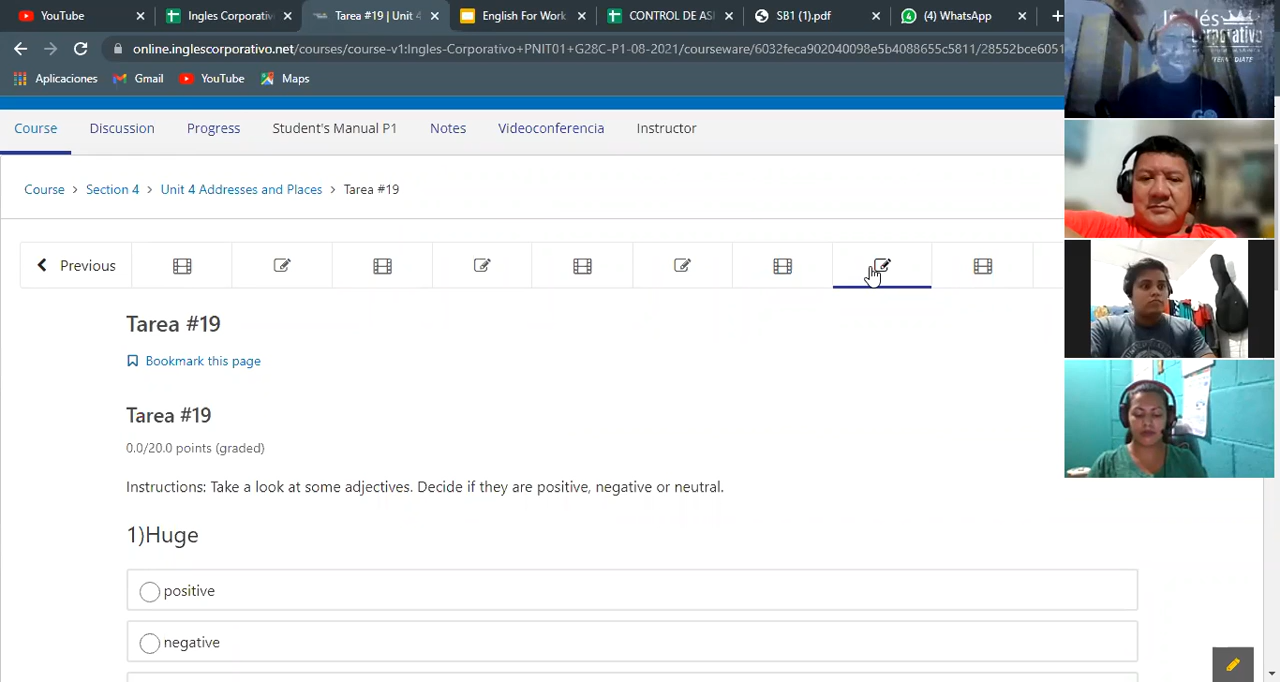 YouTube
Ingles Corporativ
Tarea #19 | Unit 4
English For Work
CONTROL DE ASI
SB1 (1).pdf
(4) WhatsApp
online.inglescorporativo.net/courses/course-v1:Ingles-Corporativo+PNIT01+G28C-P1-08-2021/courseware/6032feca902040098e5b4088655c5811/28552bce6051
Aplicaciones
Gmail
YouTube
Maps
Inglés
Course
Discussion
Progress
Student's Manual P1
Notes
Videoconferencia
Instructor
Course > Section 4 > Unit 4 Addresses and Places > Tarea #19
Previous
Tarea #19
Bookmark this page
Tarea #19
0.0/20.0 points (graded)
Instructions: Take a look at some adjectives. Decide if they are positive, negative or neutral.
1)Huge
positive
negative